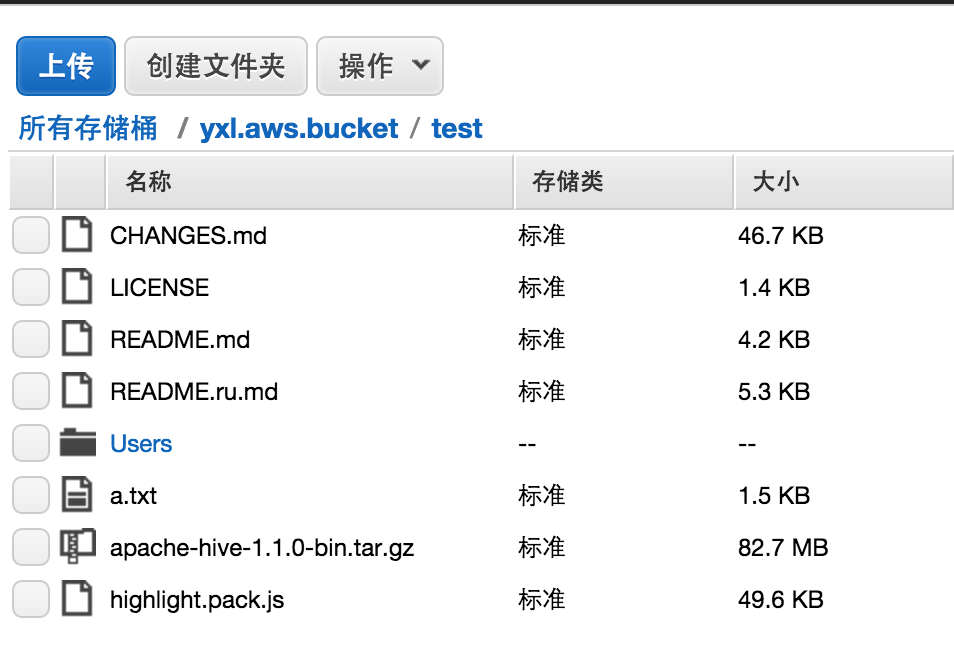 上传 创建文件夹 操作
所有存储桶 / yxl.aws.bucket / test
名称 存储类 大小
CHANGES.md 标准 46.7 KB
LICENSE 标准 1.4 KB
README.md 标准 4.2 KB
README.ru.md 标准 5.3 KB
Users -- --
a.txt 标准 1.5 KB
apache-hive-1.1.0-bin.tar.gz 标准 82.7 MB
highlight.pack.js 标准 49.6 KB